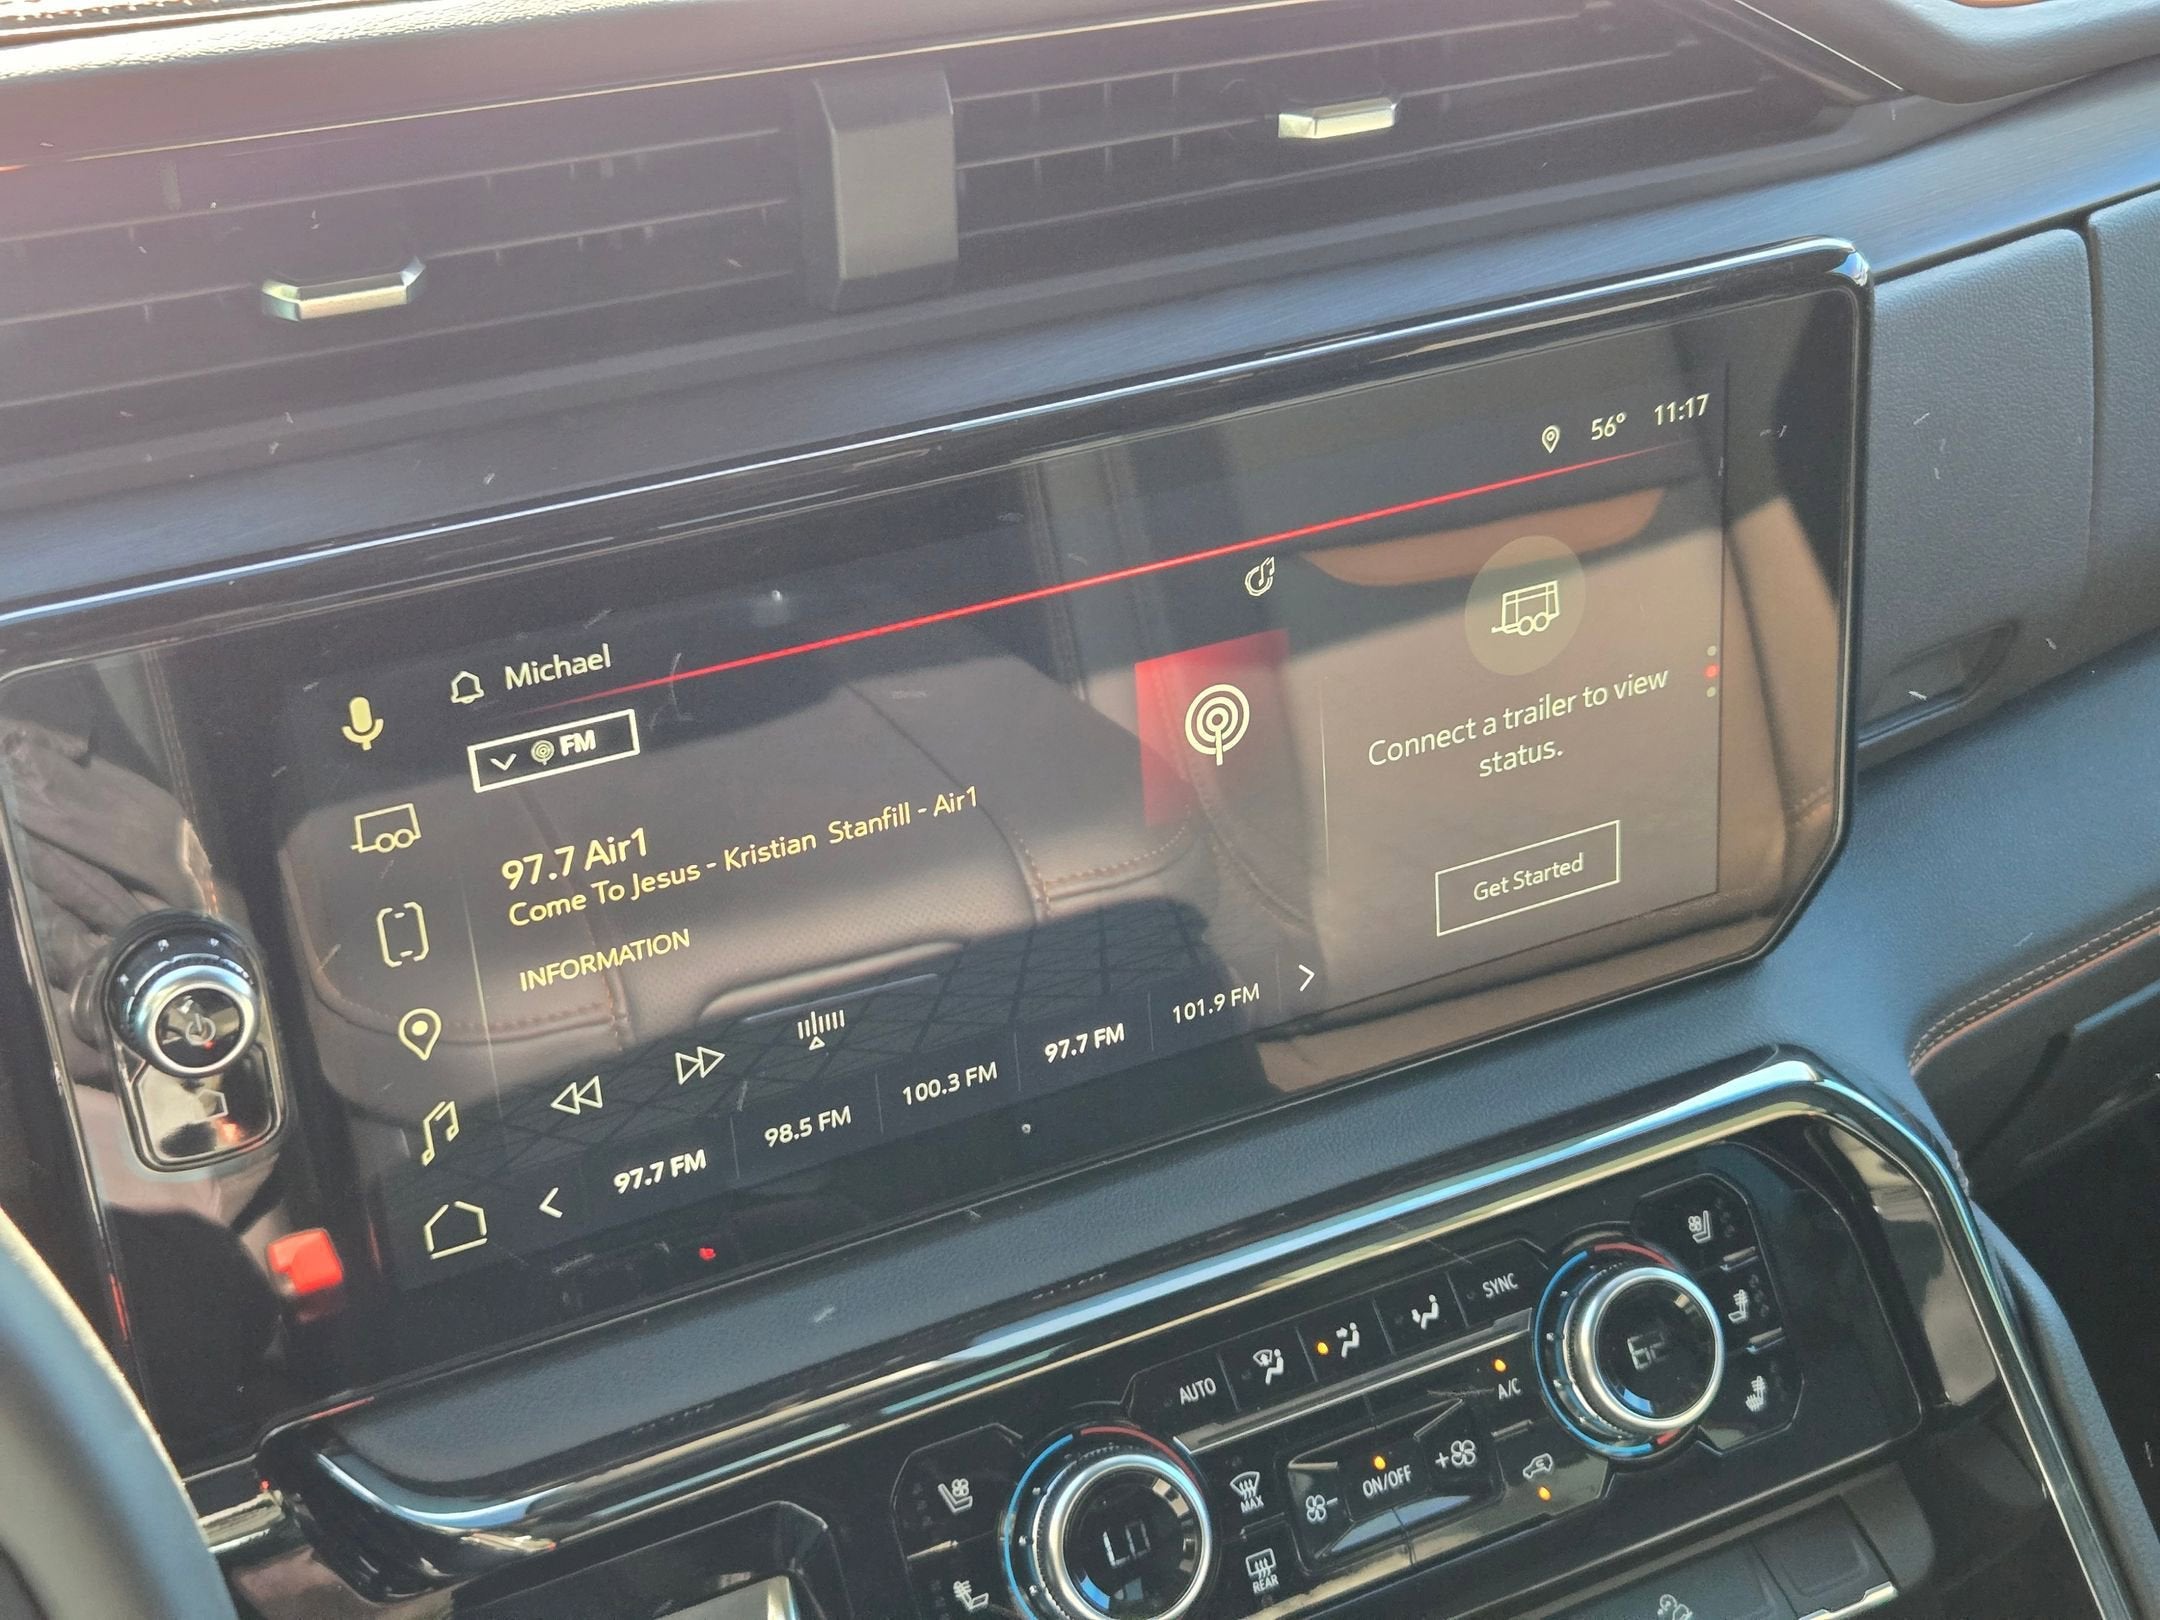 56° 11:17
Michael
FM
97.7 Air1
Come To Jesus - Kristian Stanfill - Air1
INFORMATION
Connect a trailer to view
status.
Get Started
97.7 FM
98.5 FM
100.3 FM
97.7 FM
101.9 FM
AUTO
SYNC
A/C
62
MAX
ON/OFF
LO
REAR